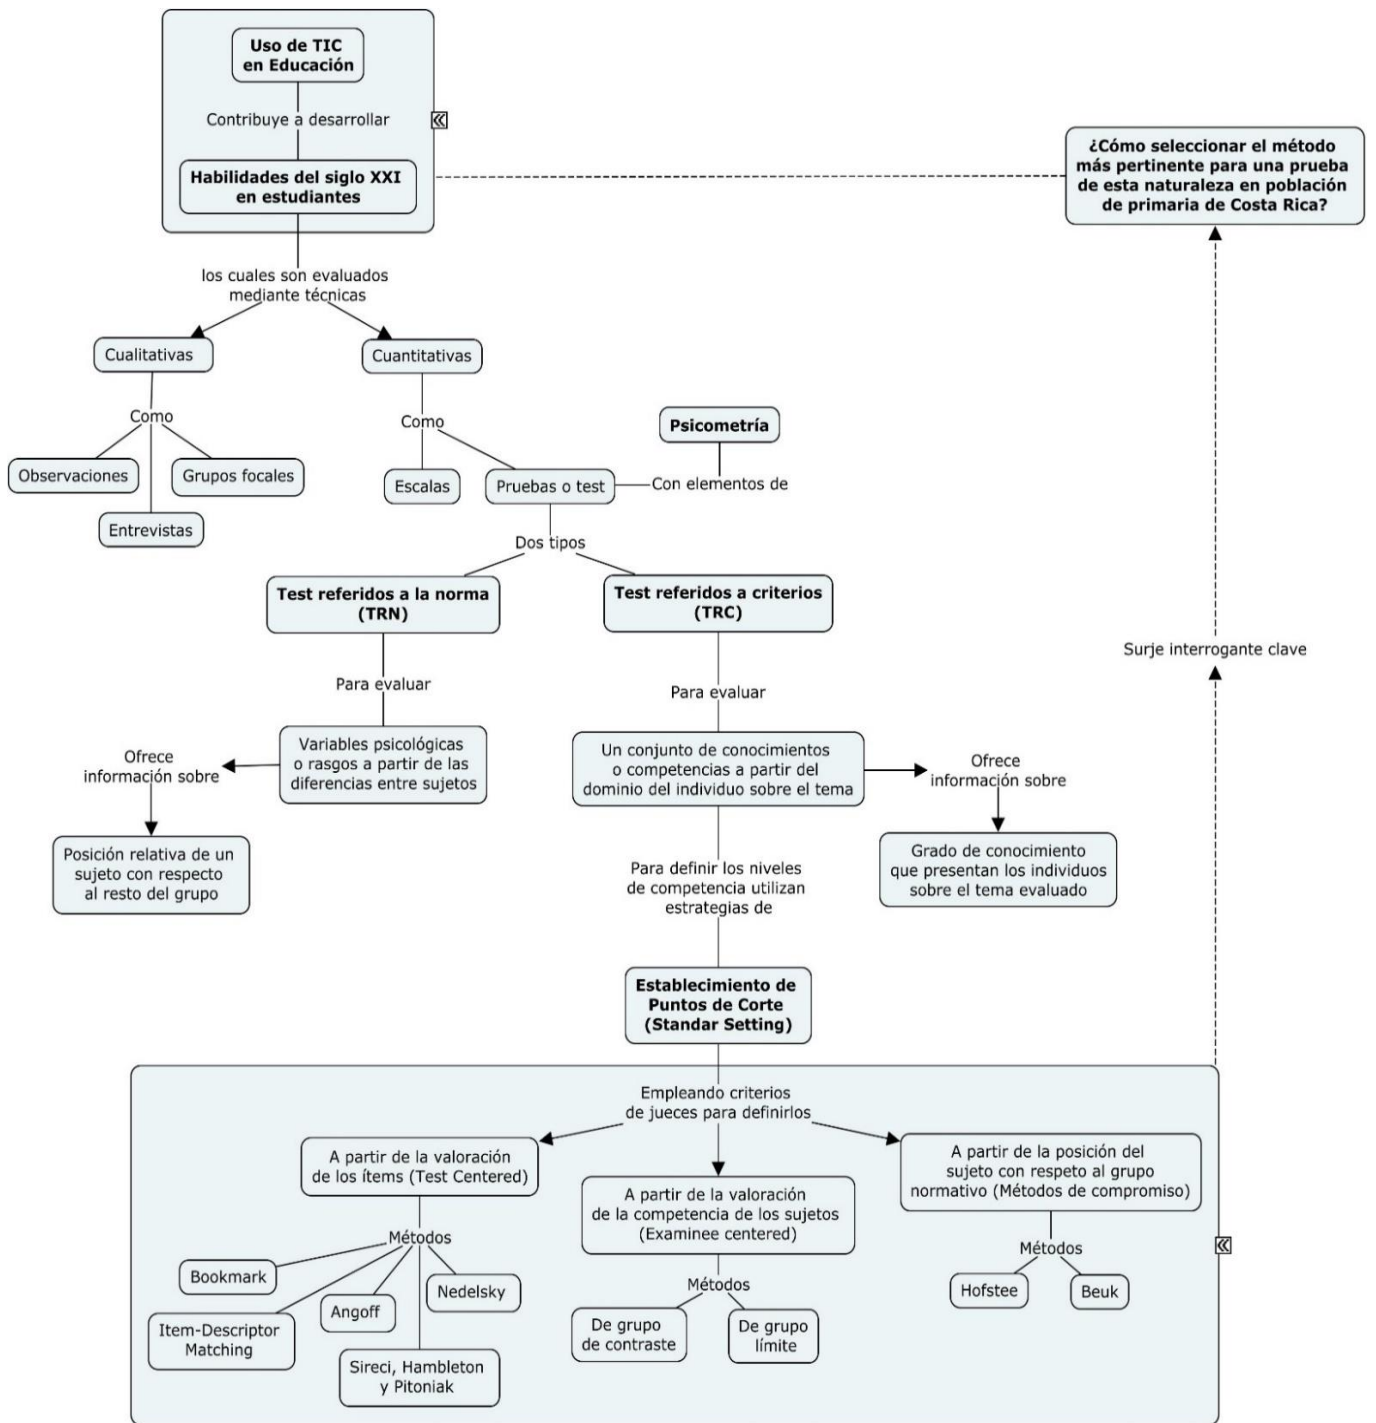 Uso de TIC
en Educación
Contribuye a desarrollar
Habilidades del siglo XXI
en estudiantes
¿Cómo seleccionar el método
más pertinente para una prueba
de esta naturaleza en población
de primaria de Costa Rica?
los cuales son evaluados
mediante técnicas
Cualitativas
Cuantitativas
Como
Observaciones
Grupos focales
Entrevistas
Como
Escalas
Pruebas o test
Psicometría
Con elementos de
Dos tipos
Test referidos a la norma
(TRN)
Test referidos a criterios
(TRC)
Surje interrogante clave
Para evaluar
Para evaluar
Variables psicológicas
o rasgos a partir de las
diferencias entre sujetos
Ofrece
información sobre
Posición relativa de un
sujeto con respecto
al resto del grupo
Un conjunto de conocimientos
o competencias a partir del
dominio del individuo sobre el tema
Ofrece
información sobre
Grado de conocimiento
que presentan los individuos
sobre el tema evaluado
Para definir los niveles
de competencia utilizan
estrategias de
Establecimiento de
Puntos de Corte
(Standar Setting)
Empleando criterios
de jueces para definirlos
A partir de la valoración
de los ítems (Test Centered)
Métodos
Bookmark
Item-Descriptor
Matching
Angoff
Sireci, Hambleton
y Pitoniak
Nedelsky
A partir de la valoración
de la competencia de los sujetos
(Examinee centered)
Métodos
De grupo
de contraste
De grupo
límite
A partir de la posición del
sujeto con respeto al grupo
normativo (Métodos de compromiso)
Métodos
Hofstee
Beuk